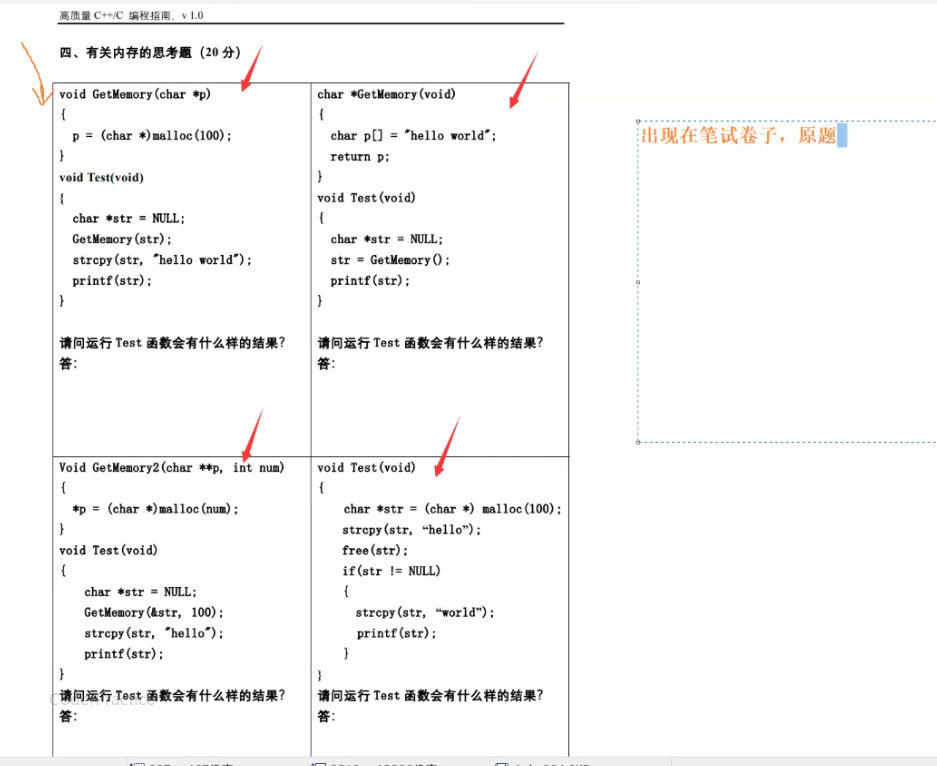 高质量 C++/C 编程指南，v 1.0
四、有关内存的思考题（20 分）
void GetMemory(char *p)
{
p = (char *)malloc(100);
}
void Test(void)
{
char *str = NULL;
GetMemory(str);
strcpy(str, "hello world");
printf(str);
}
请问运行 Test 函数会有什么样的结果？
答：
char *GetMemory(void)
{
char p[] = "hello world";
return p;
}
void Test(void)
{
char *str = NULL;
str = GetMemory();
printf(str);
}
请问运行 Test 函数会有什么样的结果？
答：
Void GetMemory2(char **p, int num)
{
*p = (char *)malloc(num);
}
void Test(void)
{
char *str = NULL;
GetMemory(&str, 100);
strcpy(str, "hello");
printf(str);
}
请问运行 Test 函数会有什么样的结果？
答：
void Test(void)
{
char *str = (char *) malloc(100);
strcpy(str, “hello”);
free(str);
if(str != NULL)
{
strcpy(str, “world”);
printf(str);
}
}
请问运行 Test 函数会有什么样的结果？
答：
出现在笔试卷子，原题